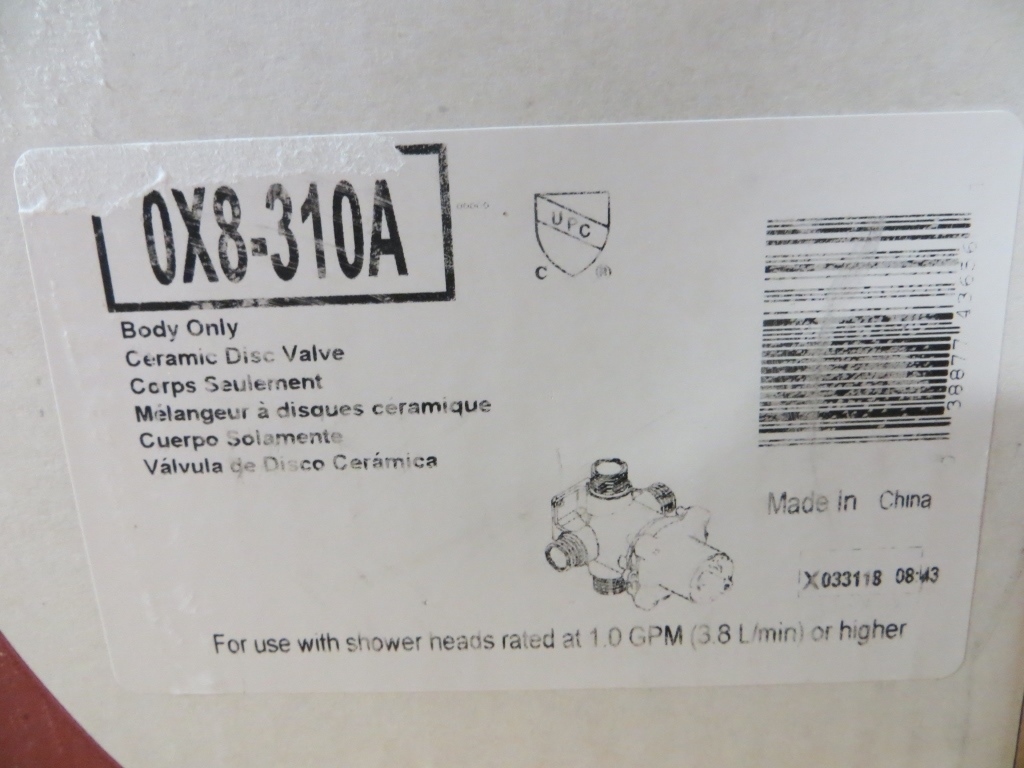 0X8-310A
UPC
C
Body Only
Ceramic Disc Valve
Corps Seulement
Mélangeur à disques céramique
Cuerpo Solamente
Válvula de Disco Cerámica
Made in China
X033118 08:43
For use with shower heads rated at 1.0 GPM (3.8 L/min) or higher